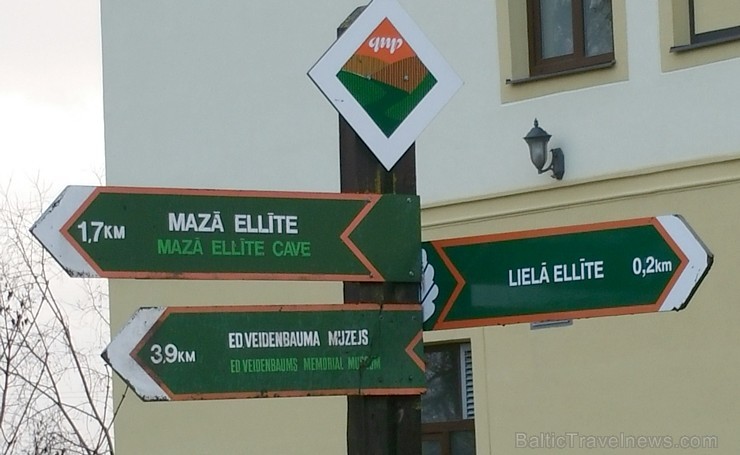 gnp
1,7KM
MAZĀ ELLĪTE
MAZĀ ELLĪTE CAVE
LIELĀ ELLĪTE 0,2km
3,9KM
ED VEIDENBAUMA MUZEJS
ED VEIDENBAUMS MEMORIAL MUSEUM
BalticTravelnews.com